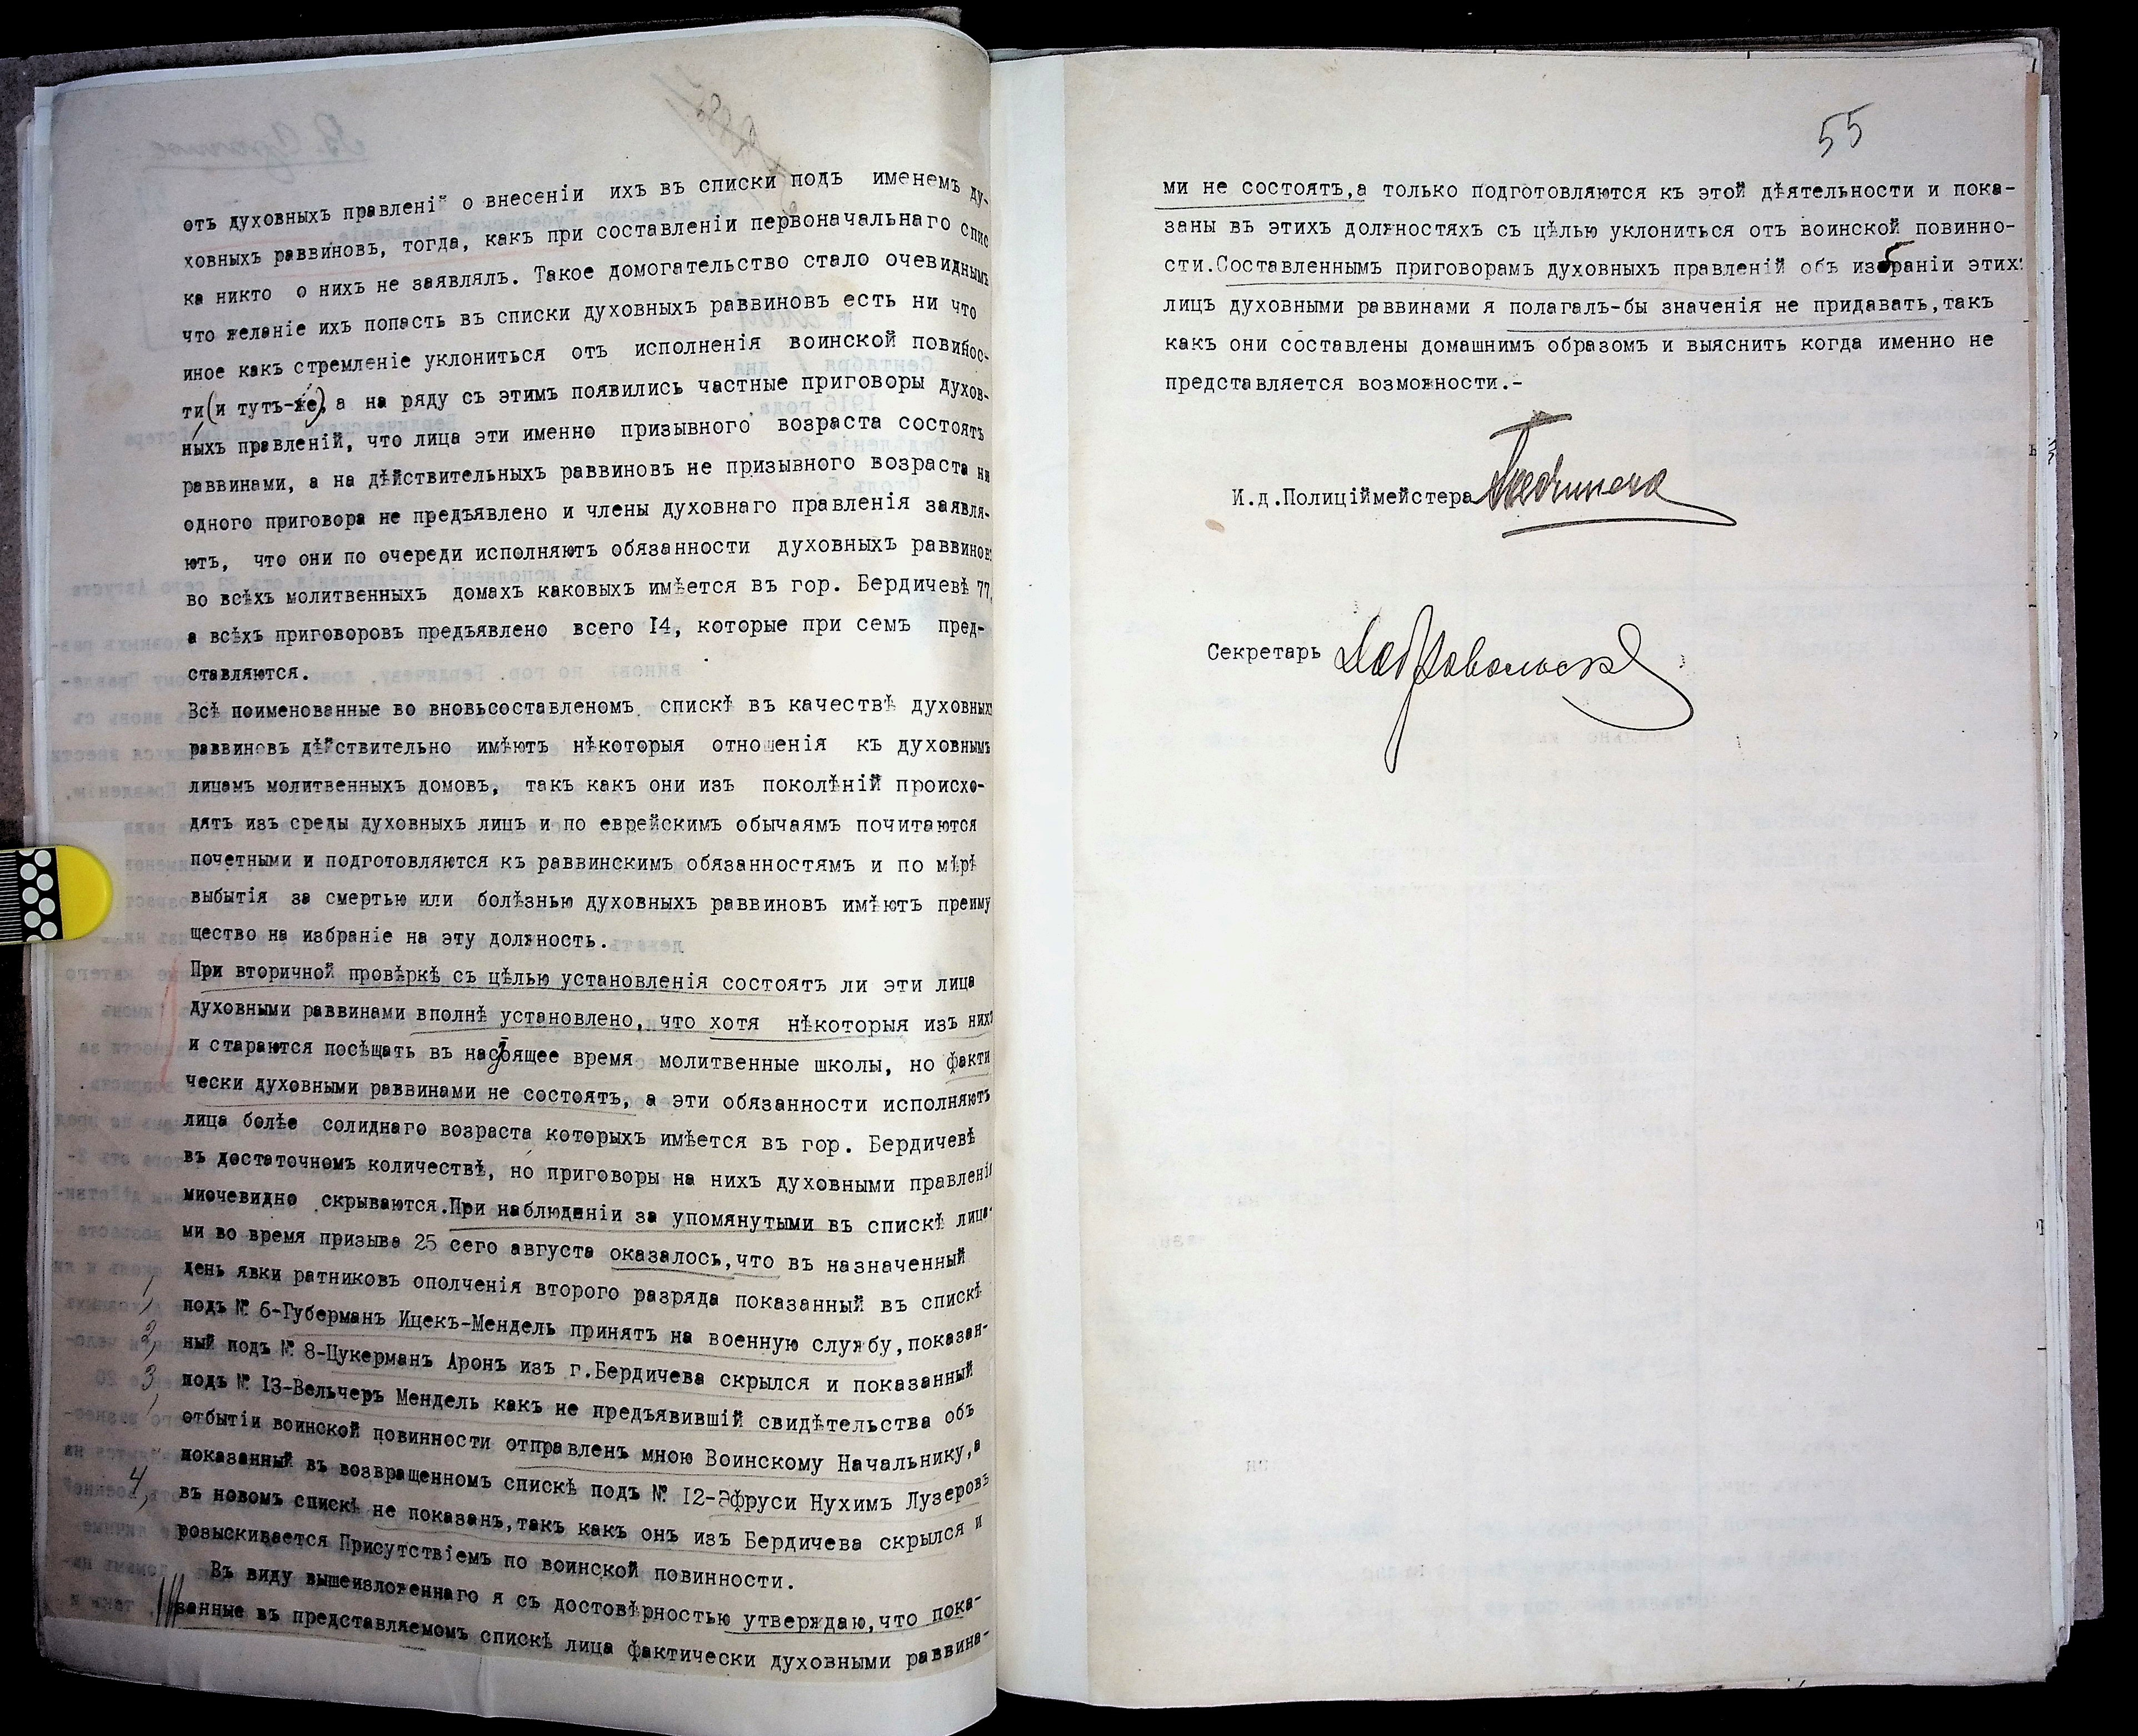 отъ духовныхъ правленій о внесеніи ихъ въ списки подъ именемъ ду-
ховныхъ раввиновъ, тогда, какъ при составленіи первоначальнаго спис
ка никто о нихъ не заявлялъ. Такое домогательство стало очевиднымъ
что желаніе ихъ попасть въ списки духовныхъ раввиновъ есть ни что
иное какъ стремленіе уклониться отъ исполненія воинской повинос-
ти(и тутъ-же), а на ряду съ этимъ появились частные приговоры духов-
ныхъ правленій, что лица эти именно призывного возраста состоятъ
раввинами, а на дѣйствительныхъ раввиновъ не призывного возраста ни
одного приговора не предъявлено и члены духовнаго правленія заявля-
ютъ, что они по очереди исполняютъ обязанности духовныхъ раввинов
во всѣхъ молитвенныхъ домахъ каковыхъ имѣется въ гор. Бердичевѣ 77,
а всѣхъ приговоровъ предъявлено всего I4, которые при семъ пред-
ставляются.
Всѣ поименованные во вновьсоставленомъ спискѣ въ качествѣ духовных
раввиновъ дѣйствительно имѣютъ нѣкоторыя отношенія къ духовнымъ
лицамъ молитвенныхъ домовъ, такъ какъ они изъ поколѣній происхо-
дятъ изъ среды духовныхъ лицъ и по еврейскимъ обычаямъ почитаются
почетными и подготовляются къ раввинскимъ обязанностямъ и по мѣрѣ
выбытія за смертью или болѣзнью духовныхъ раввиновъ имѣютъ преиму
щество на избраніе на эту должность.
При вторичной провѣркѣ съ цѣлью установленія состоятъ ли эти лица
духовными раввинами вполнѣ установлено, что хотя нѣкоторыя изъ них
и стараются посѣщать въ настоящее время молитвенные школы, но факти
чески духовными раввинами не состоятъ, а эти обязанности исполняютъ
лица болѣе солиднаго возраста которыхъ имѣется въ гор. Бердичевѣ
въ достаточномъ количествѣ, но приговоры на нихъ духовными правлені
миочевидно скрываются.При наблюденіи за упомянутыми въ спискѣ лица-
ми во время призыва 25 сего августа оказалось,что въ назначенный
день явки ратниковъ ополченія второго разряда показанный въ спискѣ
1, подъ № 6-Губерманъ Ицекъ-Мендель принятъ на военную службу,показан-
2, ный подъ № 8-Цукерманъ Аронъ изъ г.Бердичева скрылся и показанный
3, подъ № I3-Вельчеръ Мендель какъ не предъявившій свидѣтельства объ
отбытіи воинской повинности отправленъ мною Воинскому Начальнику,а
показанный въ возвращенномъ спискѣ подъ № I2-Эфруси Нухимъ Лузеровъ
4, въ новомъ спискѣ не показанъ,такъ какъ онъ изъ Бердичева скрылся и
розыскивается Присутствіемъ по воинской повинности.
Въ виду вышеизложеннаго я съ достовѣрностью утверждаю,что пока-
занные въ представляемомъ спискѣ лица фактически духовными раввина-
55
ми не состоятъ,а только подготовляются къ этой дѣятельности и пока-
заны въ этихъ должностяхъ съ цѣлью уклониться отъ воинской повинно-
сти.Составленнымъ приговорамъ духовныхъ правленій объ избраніи этих
лицъ духовными раввинами я полагалъ-бы значенія не придавать,такъ
какъ они составлены домашнимъ образомъ и выяснить когда именно не
представляется возможности.-
И.д.Полиціймейстера
Секретарь